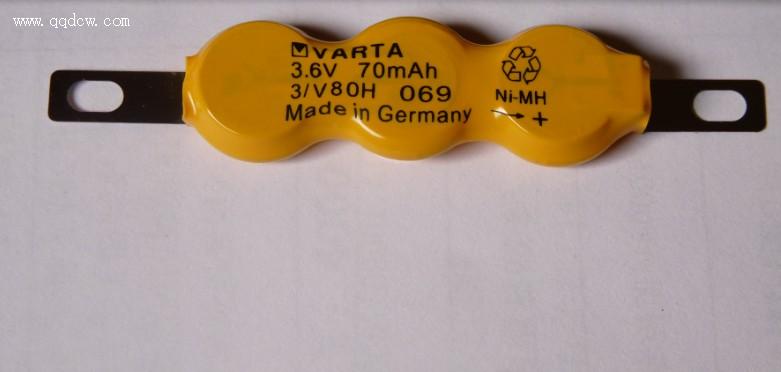 www.qqdcw.com
VARTA
3.6V 70mAh
3/V80H 069
Made in Germany
Ni-MH
+